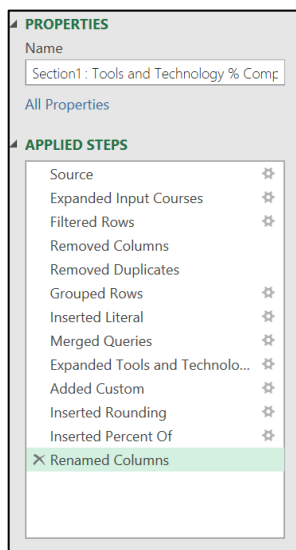 PROPERTIES
Name
Section1 : Tools and Technology % Comp
All Properties
APPLIED STEPS
Source
Expanded Input Courses
Filtered Rows
Removed Columns
Removed Duplicates
Grouped Rows
Inserted Literal
Merged Queries
Expanded Tools and Technolo...
Added Custom
Inserted Rounding
Inserted Percent Of
Renamed Columns